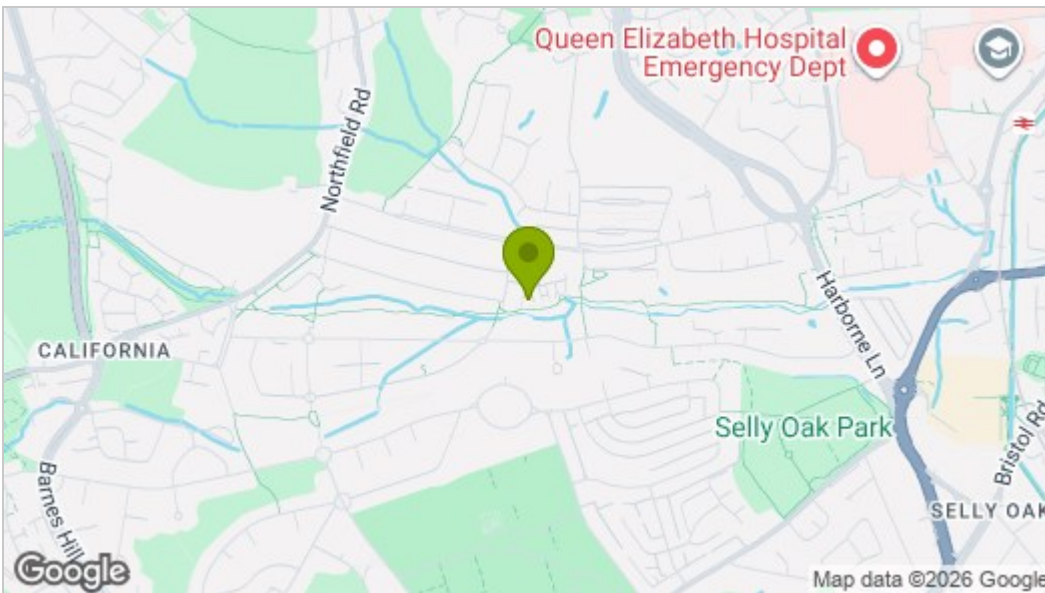 Queen Elizabeth Hospital
Emergency Dept
Northfield Rd
Harborne Ln
CALIFORNIA
Selly Oak Park
Bristol Rd
Barnes Hill
SELLY OAK
Google
Map data ©2026 Google